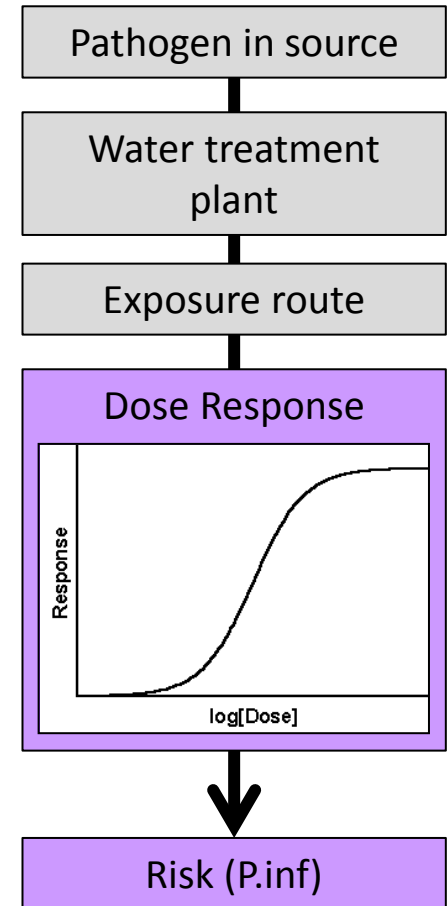 Pathogen in source
Water treatment
plant
Exposure route
Dose Response
Response
log[Dose]
Risk (P.inf)